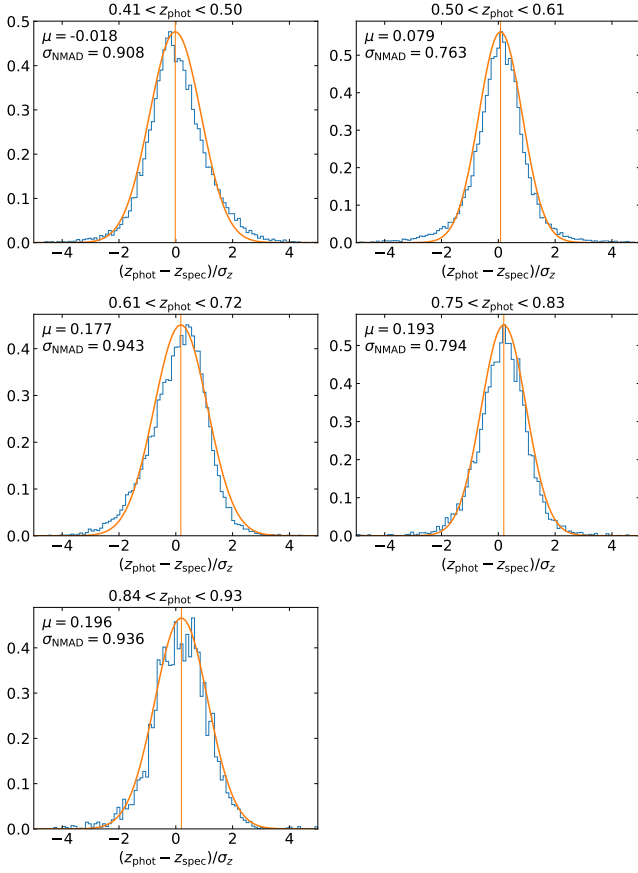 0.41 < z_phot < 0.50
μ = -0.018
σ_NMAD = 0.908
0.5
0.4
0.3
0.2
0.1
0.0
−4 −2 0 2 4
(z_phot − z_spec)/σ_z
0.50 < z_phot < 0.61
μ = 0.079
σ_NMAD = 0.763
0.5
0.4
0.3
0.2
0.1
0.0
−4 −2 0 2 4
(z_phot − z_spec)/σ_z
0.61 < z_phot < 0.72
μ = 0.177
σ_NMAD = 0.943
0.4
0.3
0.2
0.1
0.0
−4 −2 0 2 4
(z_phot − z_spec)/σ_z
0.75 < z_phot < 0.83
μ = 0.193
σ_NMAD = 0.794
0.5
0.4
0.3
0.2
0.1
0.0
−4 −2 0 2 4
(z_phot − z_spec)/σ_z
0.84 < z_phot < 0.93
μ = 0.196
σ_NMAD = 0.936
0.4
0.3
0.2
0.1
0.0
−4 −2 0 2 4
(z_phot − z_spec)/σ_z